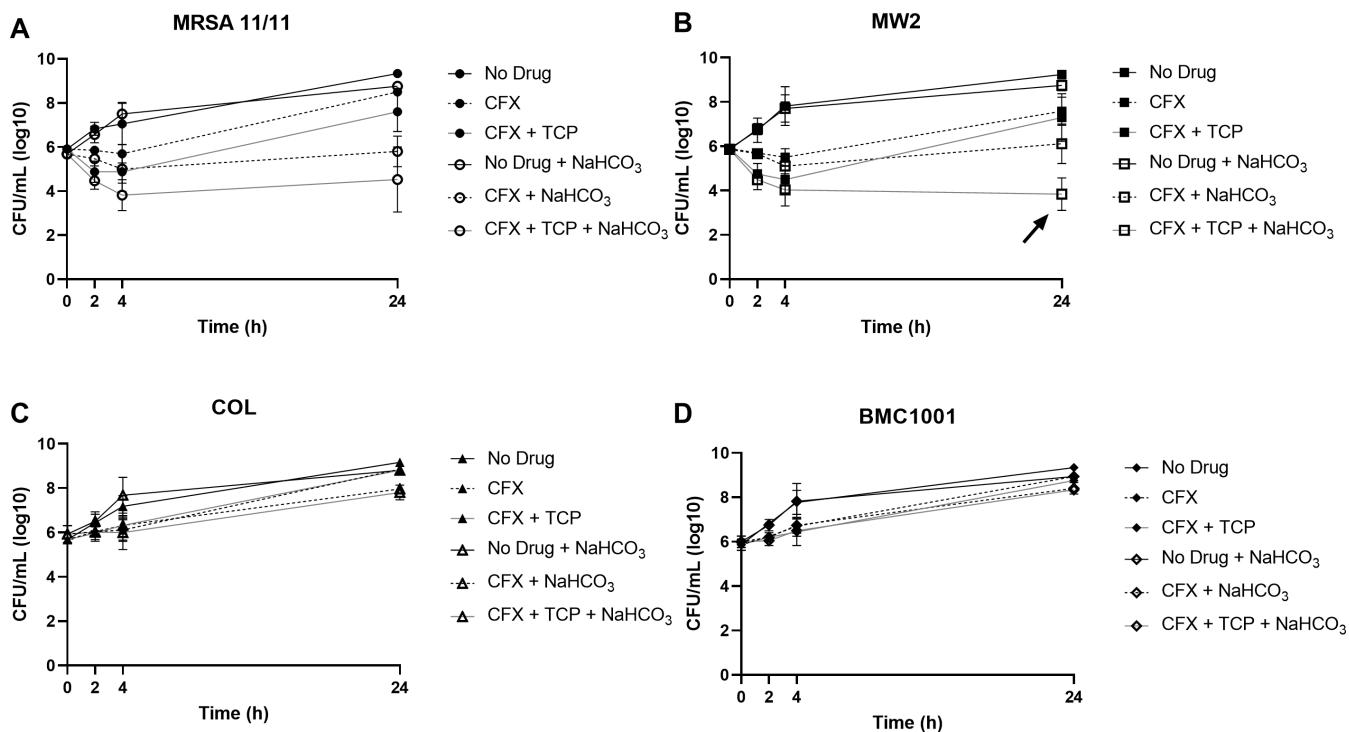 A
MRSA 11/11
CFU/mL (log10)
10
8
6
4
2
0
0 2 4 24
Time (h)
No Drug
CFX
CFX + TCP
No Drug + NaHCO₃
CFX + NaHCO₃
CFX + TCP + NaHCO₃
B
MW2
CFU/mL (log10)
10
8
6
4
2
0
0 2 4 24
Time (h)
No Drug
CFX
CFX + TCP
No Drug + NaHCO₃
CFX + NaHCO₃
CFX + TCP + NaHCO₃
C
COL
CFU/mL (log10)
10
8
6
4
2
0
0 2 4 24
Time (h)
No Drug
CFX
CFX + TCP
No Drug + NaHCO₃
CFX + NaHCO₃
CFX + TCP + NaHCO₃
D
BMC1001
CFU/mL (log10)
10
8
6
4
2
0
0 2 4 24
Time (h)
No Drug
CFX
CFX + TCP
No Drug + NaHCO₃
CFX + NaHCO₃
CFX + TCP + NaHCO₃